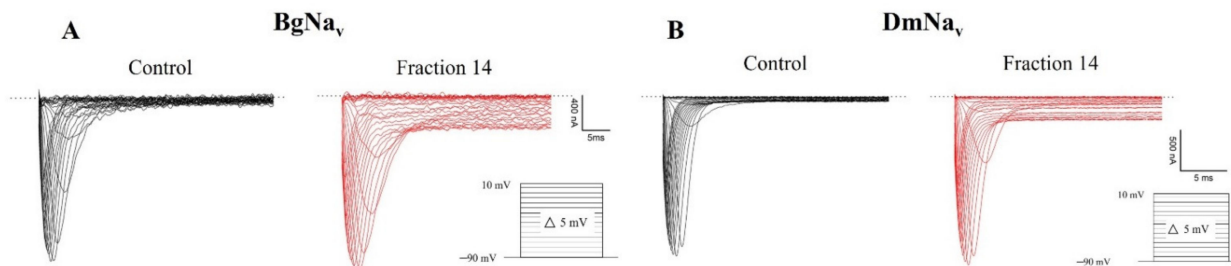 A
BgNaᵥ
Control
Fraction 14
400 nA
5ms
10 mV
△ 5 mV
−90 mV
B
DmNaᵥ
Control
Fraction 14
500 nA
5 ms
10 mV
△ 5 mV
−90 mV